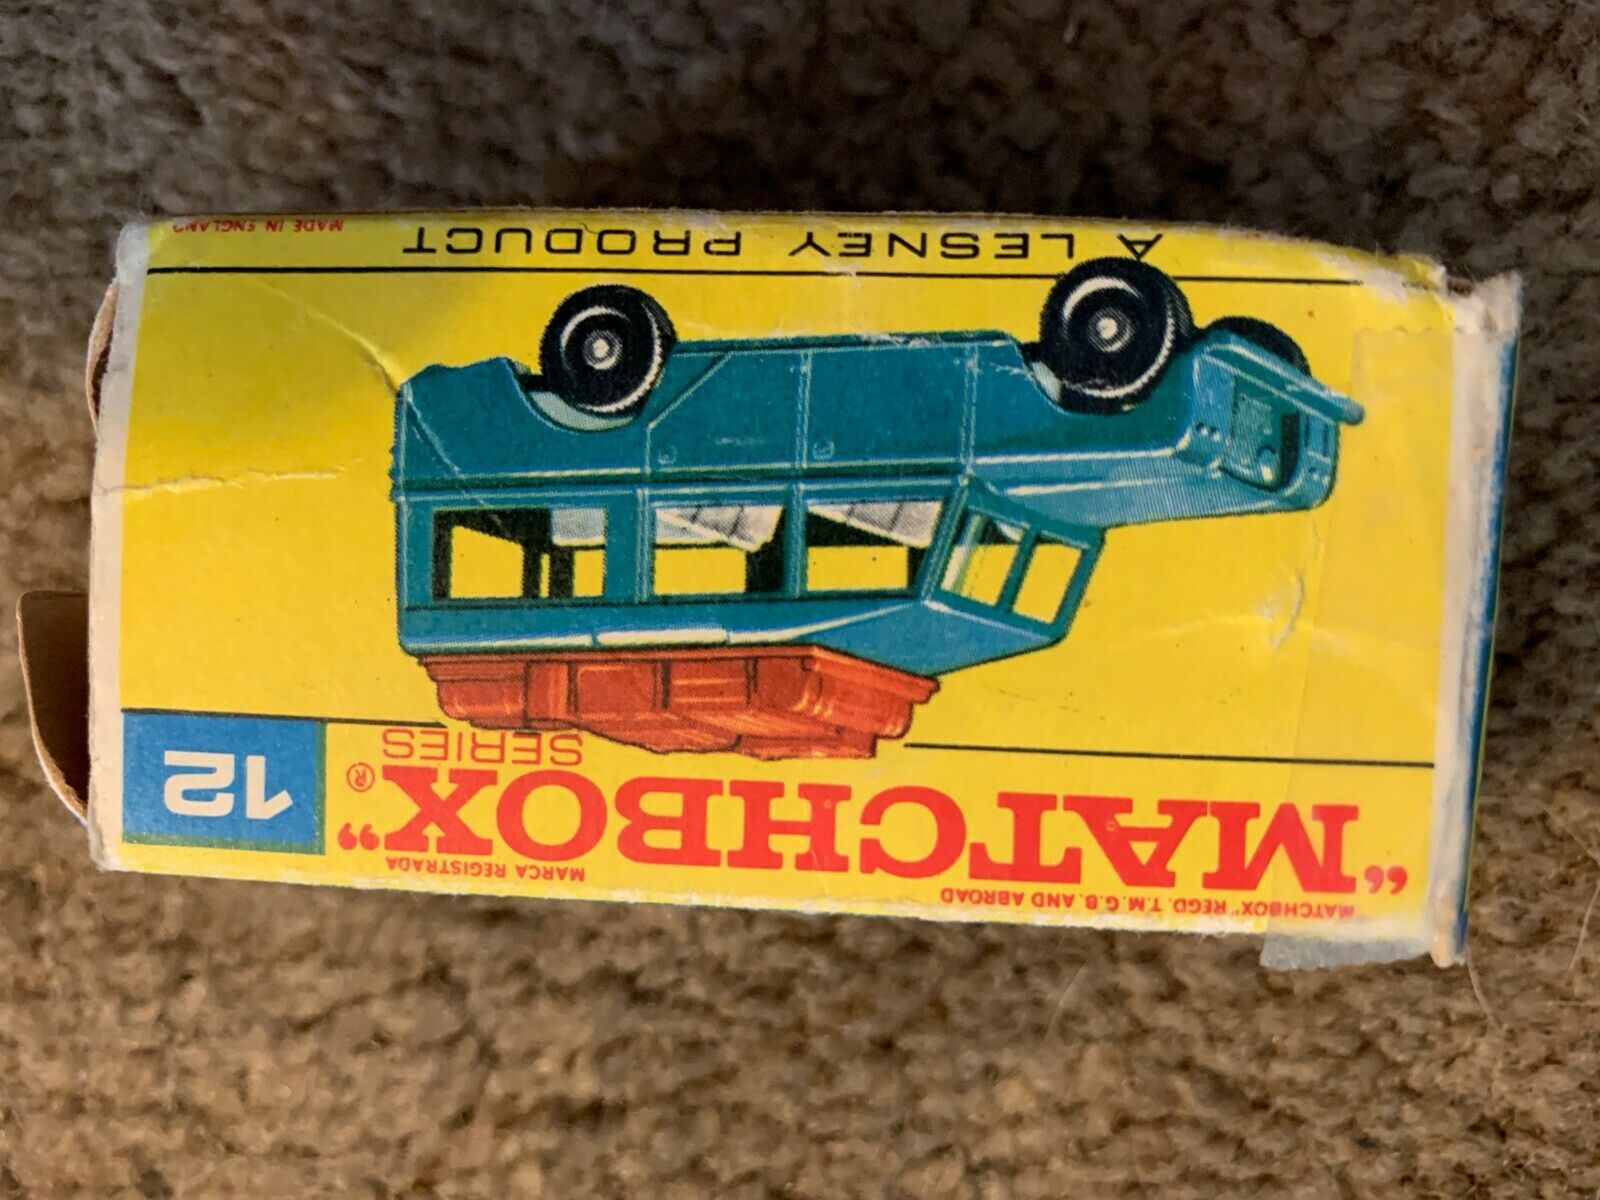 MATCHBOX" REGD. T.M.G.B. AND ABROAD MARCA REGISTRADA
"MATCHBOX"®
SERIES
12
A LESNEY PRODUCT
MADE IN ENGLAND